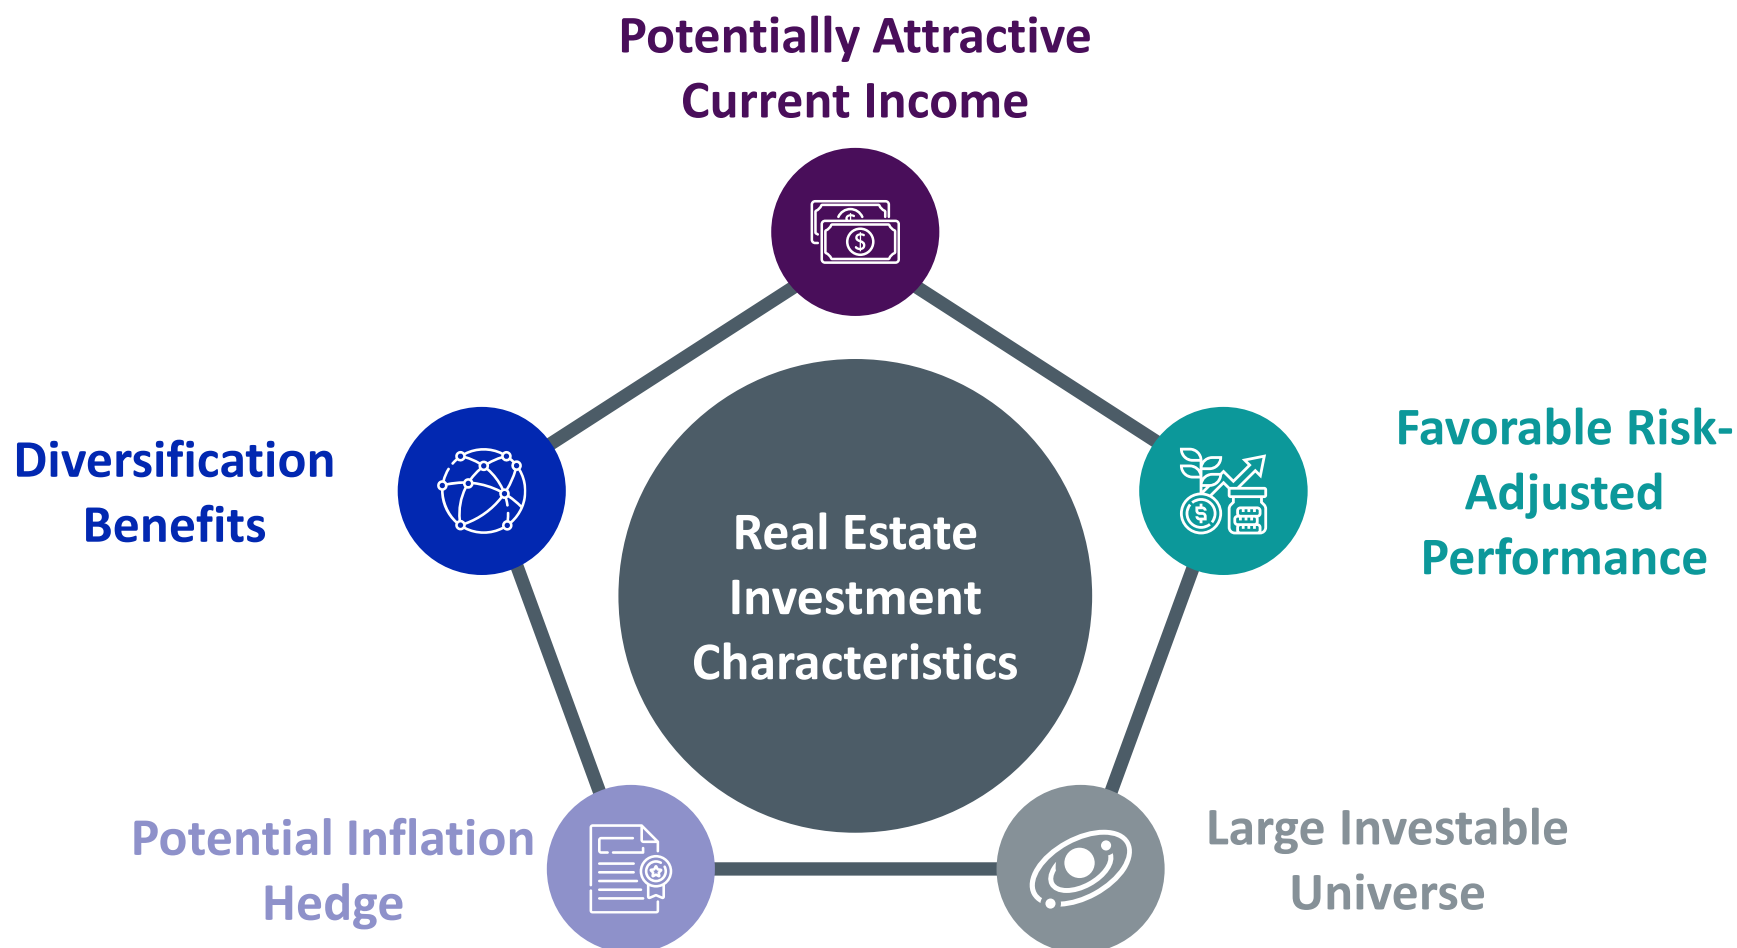 Potentially Attractive
Current Income
Diversification
Benefits
Favorable Risk-
Adjusted
Performance
Real Estate
Investment
Characteristics
Potential Inflation
Hedge
Large Investable
Universe
$
$
$